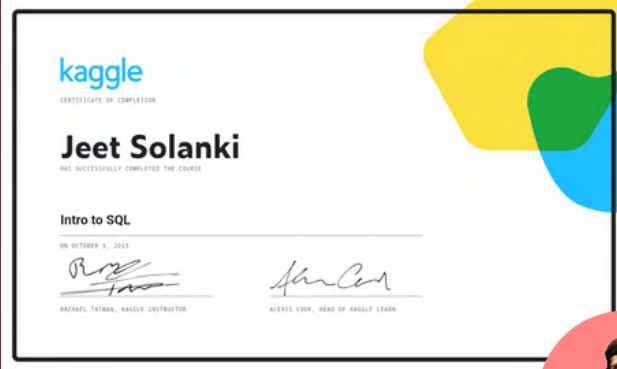 kaggle
CERTIFICATE OF COMPLETION
Jeet Solanki
HAS SUCCESSFULLY COMPLETED THE COURSE
Intro to SQL
ON OCTOBER 3, 2023
RACHAEL TATMAN, KAGGLE INSTRUCTOR
ALEXIS COOK, HEAD OF KAGGLE LEARN